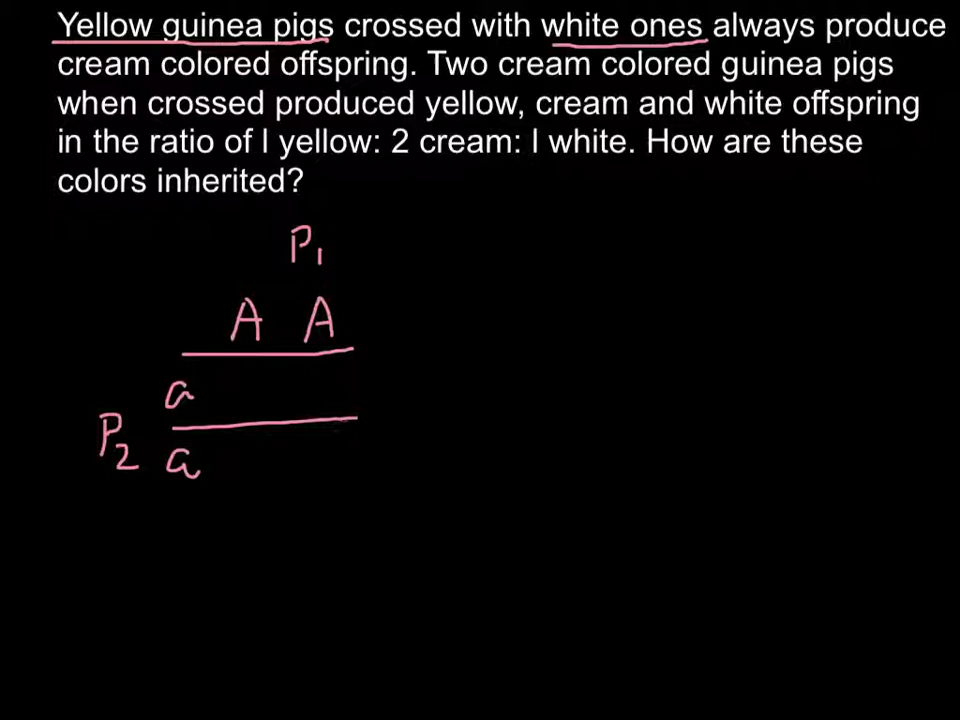 Yellow guinea pigs crossed with white ones always produce
cream colored offspring. Two cream colored guinea pigs
when crossed produced yellow, cream and white offspring
in the ratio of l yellow: 2 cream: l white. How are these
colors inherited?
P1
A A
a
P2
a